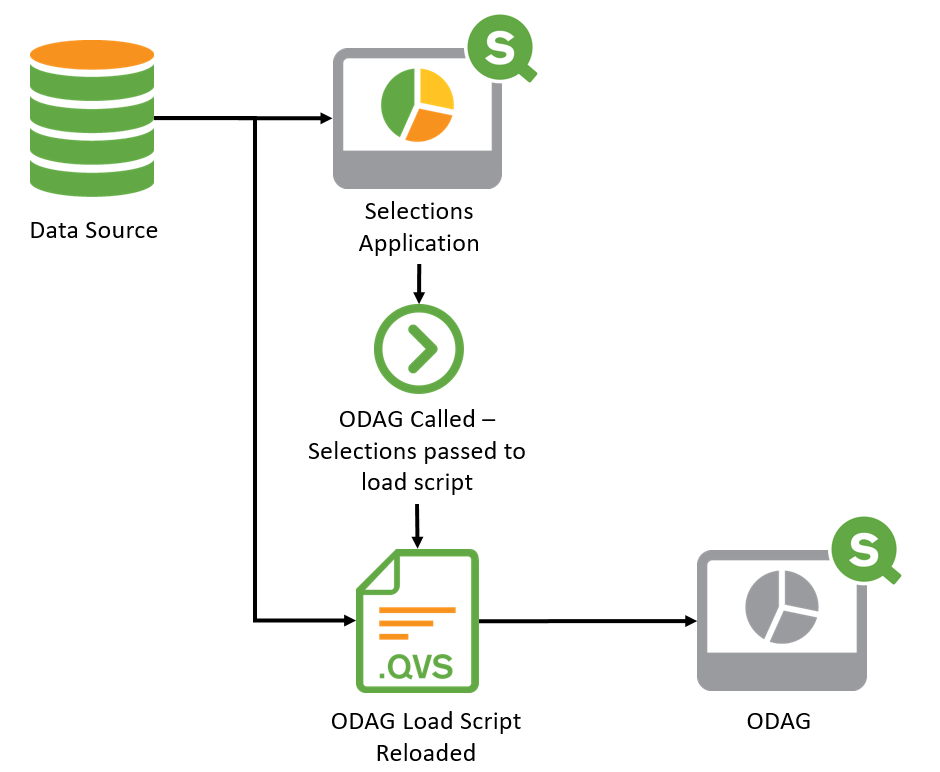 S
Data Source
Selections
Application
ODAG Called –
Selections passed to
load script
S
.QVS
ODAG Load Script
Reloaded
ODAG